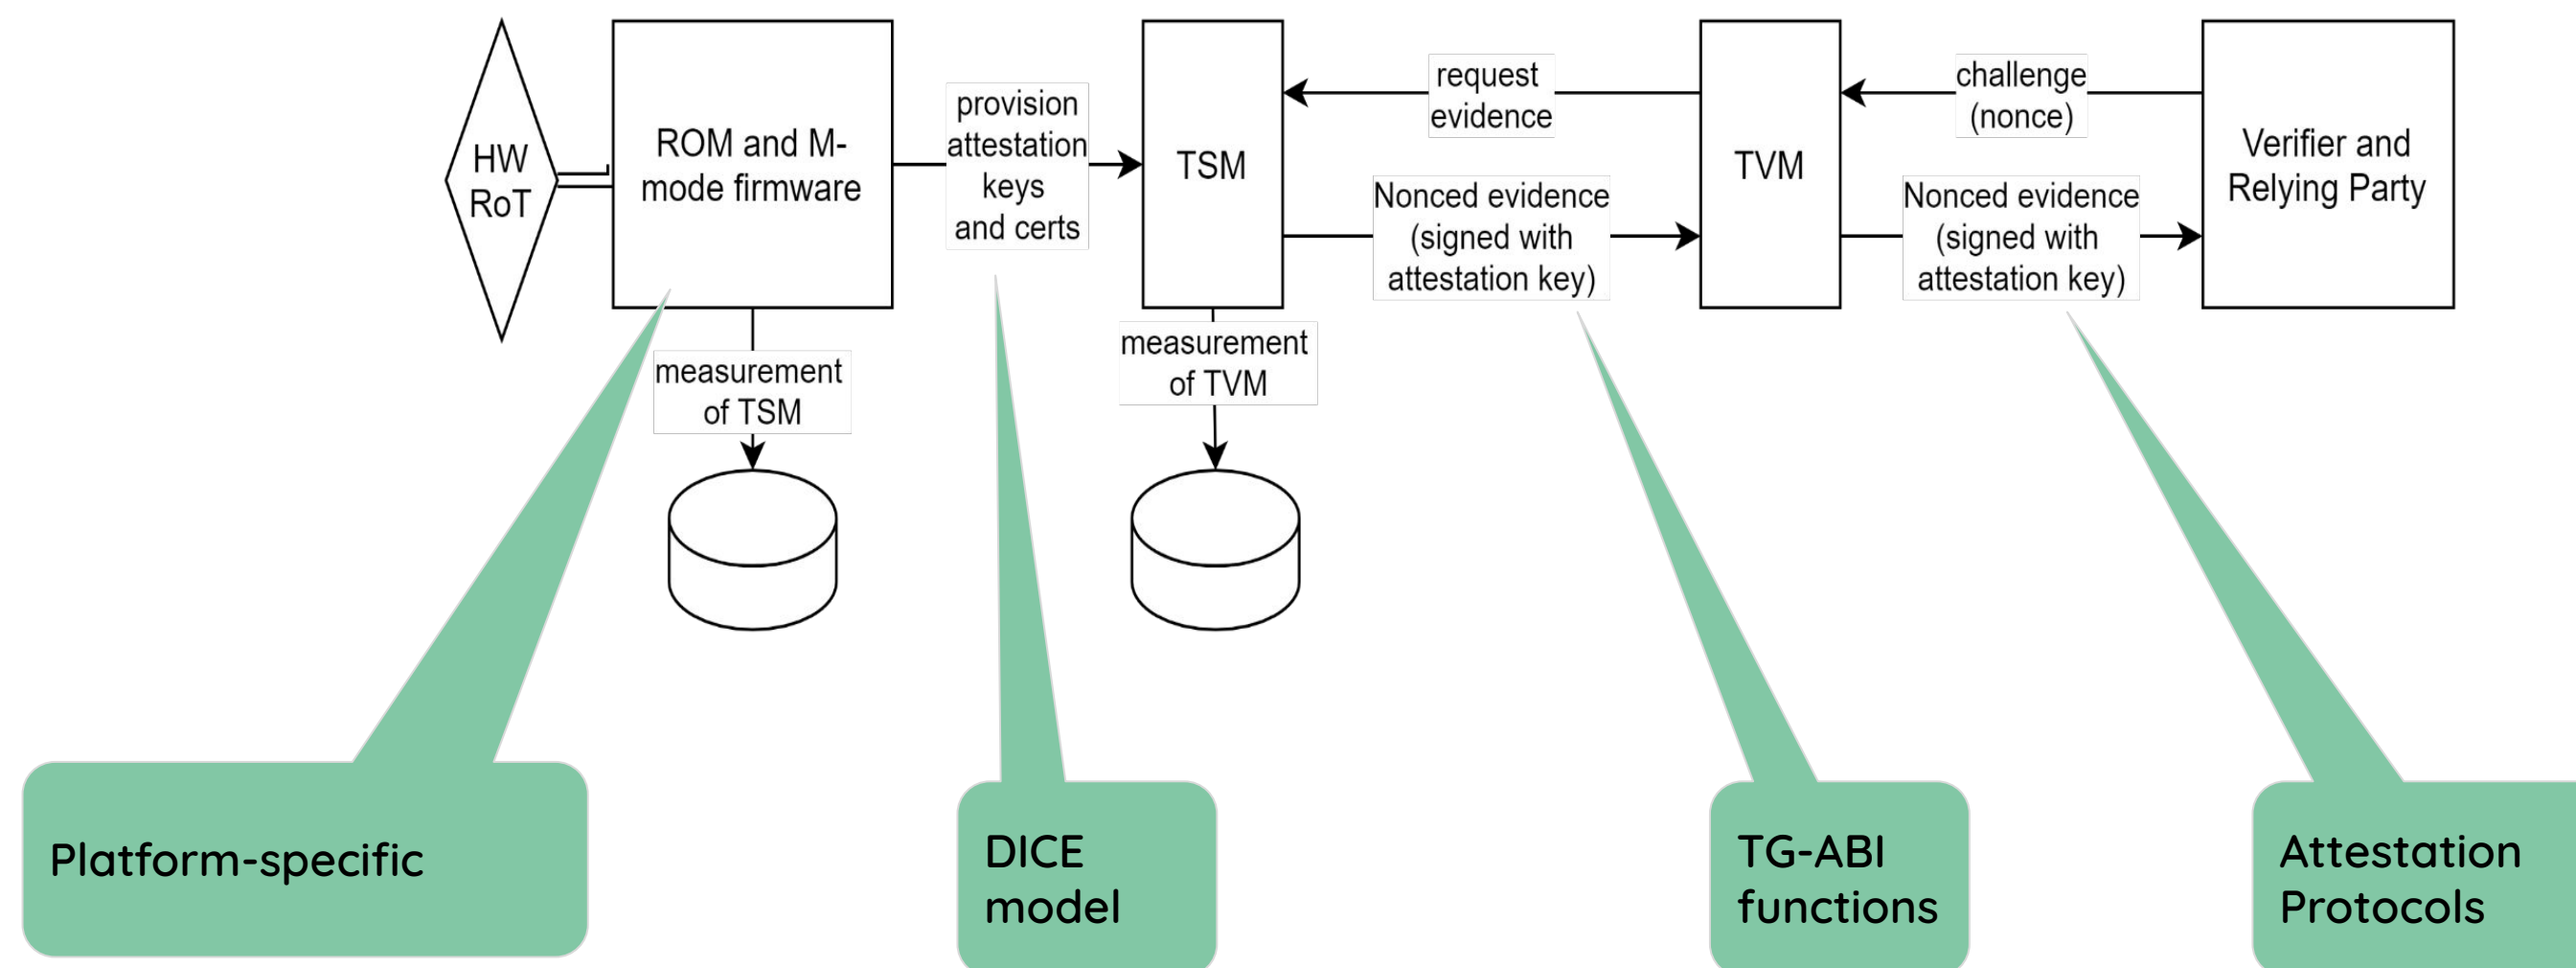 HW
RoT
ROM and M-
mode firmware
provision
attestation
keys
and certs
TSM
request
evidence
Nonced evidence
(signed with
attestation key)
TVM
challenge
(nonce)
Nonced evidence
(signed with
attestation key)
Verifier and
Relying Party
measurement
of TSM
measurement
of TVM
Platform-specific
DICE
model
TG-ABI
functions
Attestation
Protocols